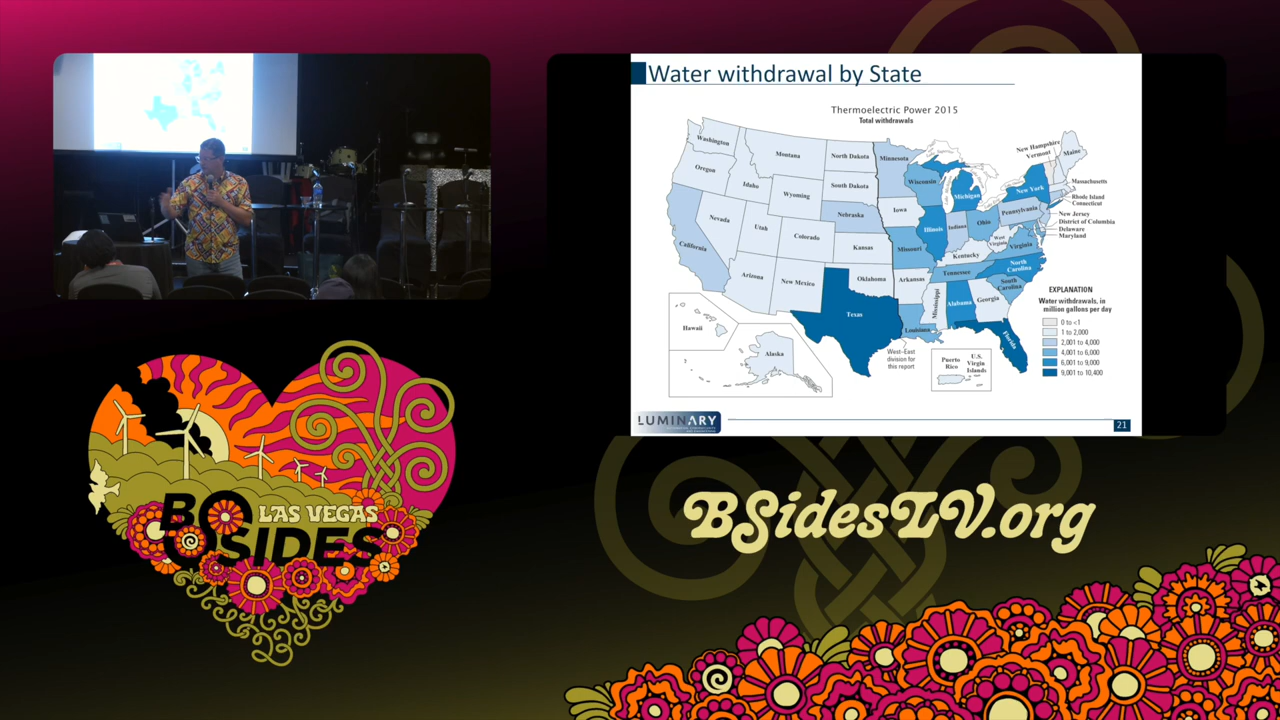 Water withdrawal by State
Thermoelectric Power 2015
Total withdrawals
Washington
Oregon
California
Nevada
Idaho
Montana
Wyoming
Utah
Colorado
Arizona
New Mexico
North Dakota
South Dakota
Nebraska
Kansas
Oklahoma
Texas
Minnesota
Iowa
Missouri
Arkansas
Louisiana
Wisconsin
Illinois
Michigan
Indiana
Ohio
Kentucky
Tennessee
Mississippi
Alabama
Georgia
Florida
South
Carolina
North
Carolina
Virginia
West
Virginia
Pennsylvania
New York
New Hampshire
Vermont
Maine
Massachusetts
Rhode Island
Connecticut
New Jersey
District of Columbia
Delaware
Maryland
Hawaii
Alaska
West–East
division for
this report
Puerto
Rico
U.S.
Virgin
Islands
EXPLANATION
Water withdrawals, in
million gallons per day
0 to <1
1 to 2,000
2,001 to 4,000
4,001 to 6,000
6,001 to 9,000
9,001 to 10,400
LUMINARY
21
BO
LAS VEGAS
SIDES
BSidesLV.org